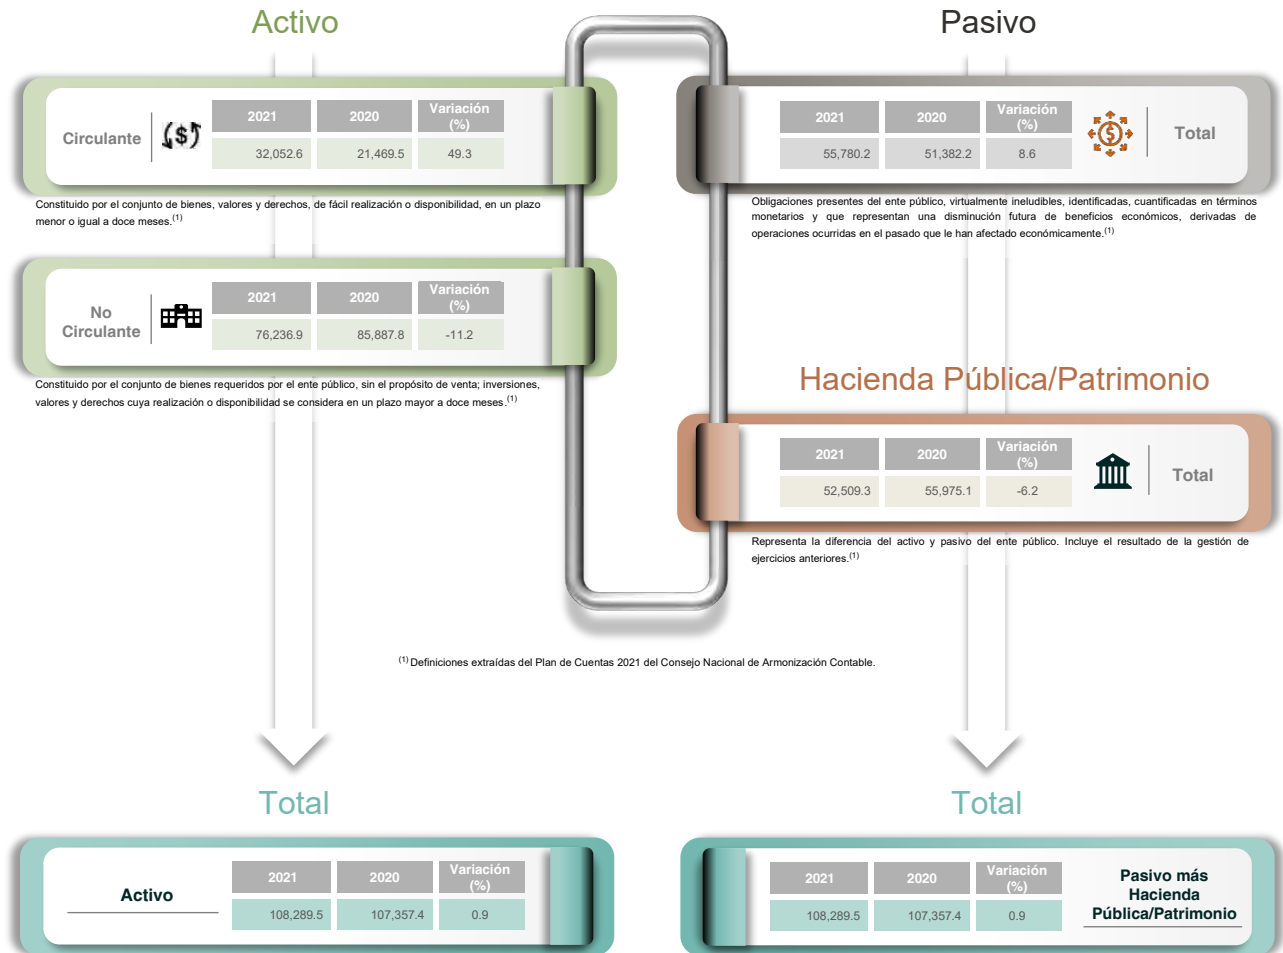 Activo
Circulante
2021 2020 Variación
(%)
32,052.6 21,469.5 49.3
Constituido por el conjunto de bienes, valores y derechos, de fácil realización o disponibilidad, en un plazo
menor o igual a doce meses.(1)
No
Circulante
2021 2020 Variación
(%)
76,236.9 85,887.8 -11.2
Constituido por el conjunto de bienes requeridos por el ente público, sin el propósito de venta; inversiones,
valores y derechos cuya realización o disponibilidad se considera en un plazo mayor a doce meses.(1)
Pasivo
2021 2020 Variación
(%)
55,780.2 51,382.2 8.6
Total
Obligaciones presentes del ente público, virtualmente ineludibles, identificadas, cuantificadas en términos
monetarios y que representan una disminución futura de beneficios económicos, derivadas de
operaciones ocurridas en el pasado que le han afectado económicamente.(1)
Hacienda Pública/Patrimonio
2021 2020 Variación
(%)
52,509.3 55,975.1 -6.2
Total
Representa la diferencia del activo y pasivo del ente público. Incluye el resultado de la gestión de
ejercicios anteriores.(1)
(1) Definiciones extraídas del Plan de Cuentas 2021 del Consejo Nacional de Armonización Contable.
Total
Activo
2021 2020 Variación
(%)
108,289.5 107,357.4 0.9
Total
2021 2020 Variación
(%)
108,289.5 107,357.4 0.9
Pasivo más
Hacienda
Pública/Patrimonio